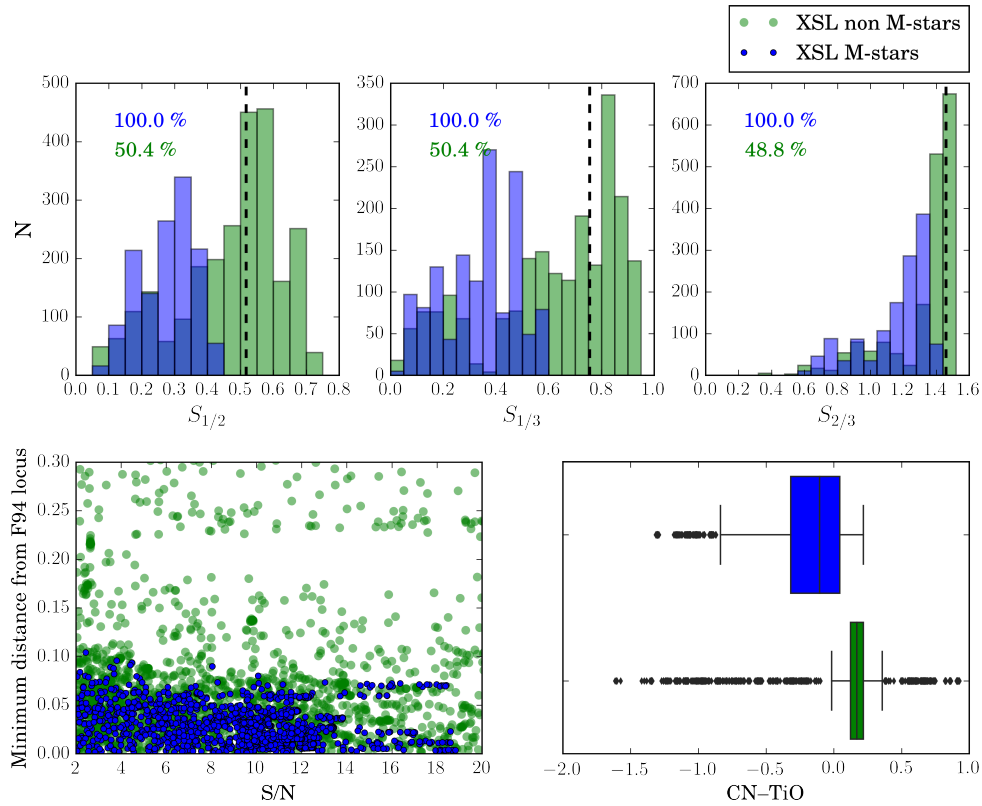 XSL non M-stars
XSL M-stars
500
400
300
200
100
0
N
100.0 %
50.4 %
0.0 0.1 0.2 0.3 0.4 0.5 0.6 0.7 0.8
S1/2
350
300
250
200
150
100
50
0
100.0 %
50.4 %
0.0 0.2 0.4 0.6 0.8 1.0
S1/3
700
600
500
400
300
200
100
0
100.0 %
48.8 %
0.0 0.2 0.4 0.6 0.8 1.0 1.2 1.4 1.6
S2/3
Minimum distance from F94 locus
0.30
0.25
0.20
0.15
0.10
0.05
0.00
2 4 6 8 10 12 14 16 18 20
S/N
−2.0 −1.5 −1.0 −0.5 0.0 0.5 1.0
CN–TiO